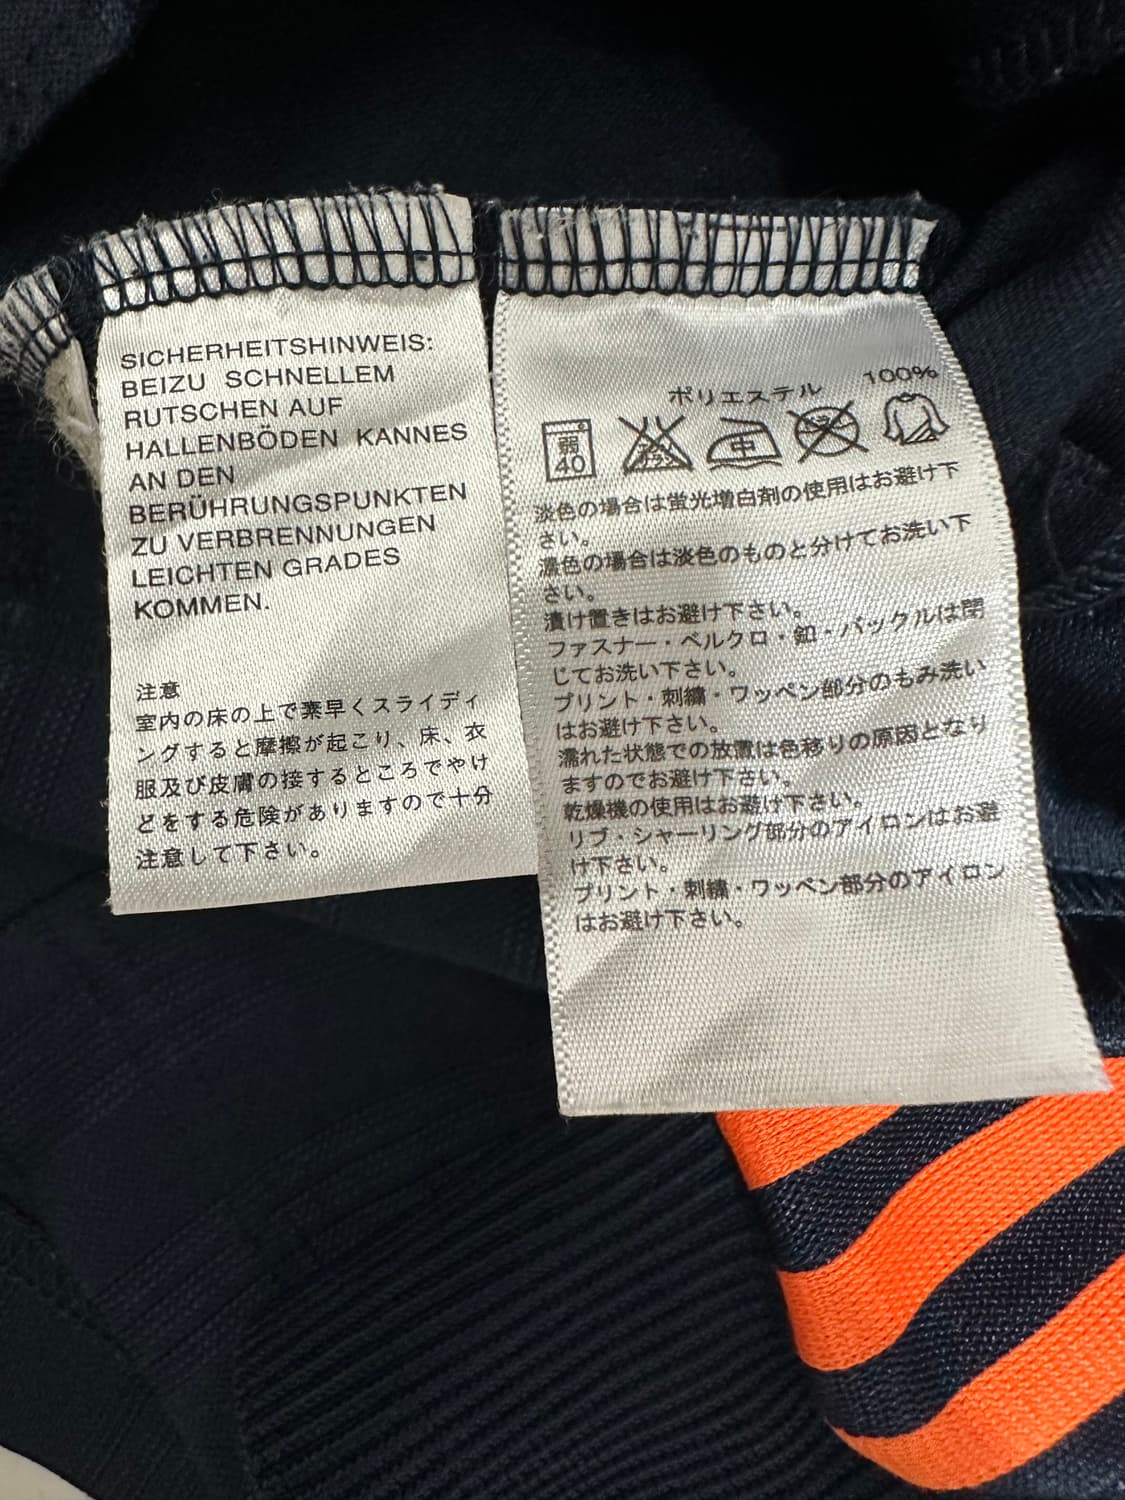 SICHERHEITSHINWEIS:
BEIZU SCHNELLEM
RUTSCHEN AUF
HALLENBÖDEN KANNES
AN DEN
BERÜHRUNGSPUNKTEN
ZU VERBRENNUNGEN
LEICHTEN GRADES
KOMMEN.
注意
室内の床の上で素早くスライディ
ングすると摩擦が起こり、床、衣
服及び皮膚の接するところでやけ
どをする危険がありますので十分
注意して下さい。
ポリエステル 100%
弱
40
中
淡色の場合は蛍光増白剤の使用はお避け下
さい。
濃色の場合は淡色のものと分けてお洗い下
さい。
漬け置きはお避け下さい。
ファスナー・ベルクロ・釦・バックルは閉
じてお洗い下さい。
プリント・刺繍・ワッペン部分のもみ洗い
はお避け下さい。
濡れた状態での放置は色移りの原因となり
ますのでお避け下さい。
乾燥機の使用はお避け下さい。
リブ・シャーリング部分のアイロンはお避
け下さい。
プリント・刺繍・ワッペン部分のアイロン
はお避け下さい。